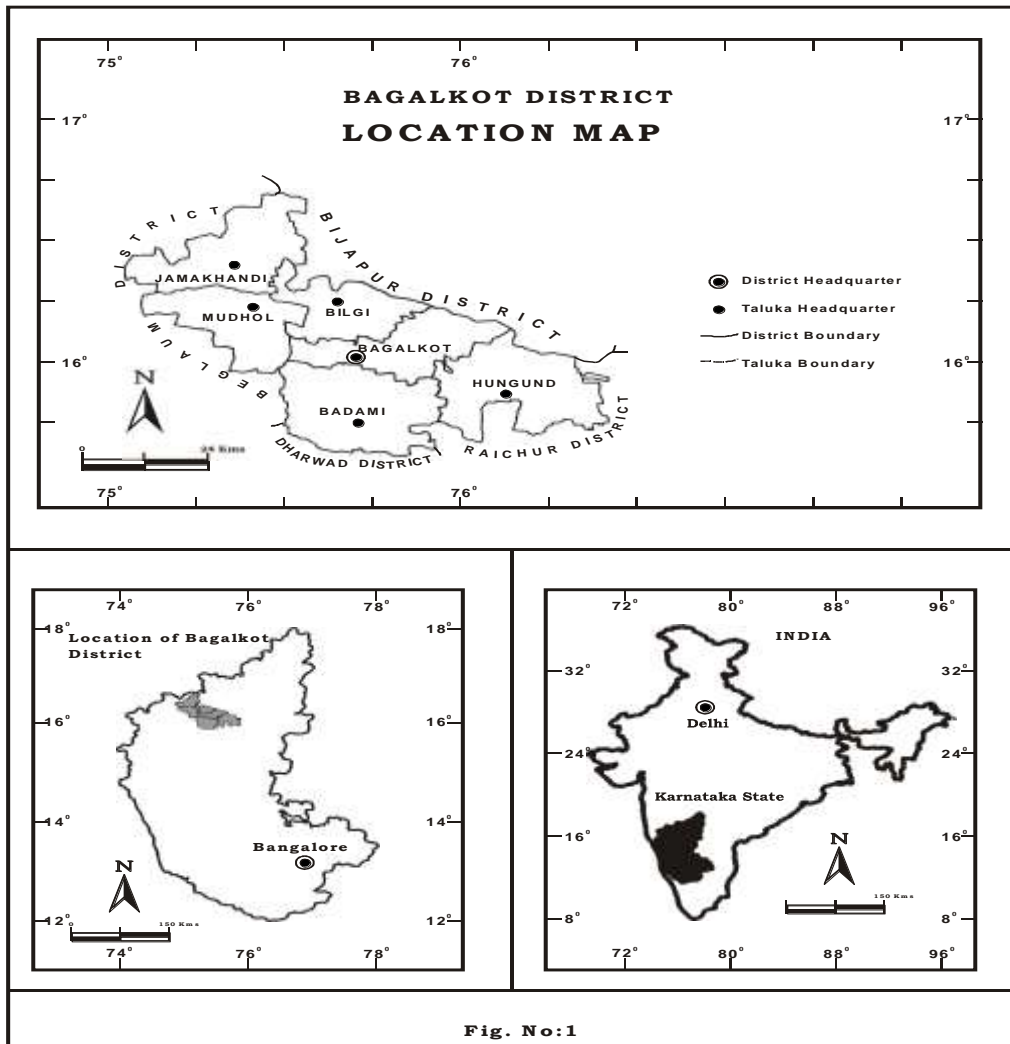 75°
76°
BAGALKOT DISTRICT
LOCATION MAP
17°
17°
DISTRICT
BIJAPUR DISTRICT
JAMAKHANDI
MUDHOL
BILGI
BAGALKOT
HUNGUND
BADAMI
BEGLAUM
DHARWAD DISTRICT
RAICHUR DISTRICT
District Headquarter
Taluka Headquarter
District Boundary
Taluka Boundary
16°
16°
N
0
75°
76°
74°
76°
78°
18°
18°
Location of Bagalkot
District
16°
16°
14°
14°
Bangalore
N
0
150 Kms
12°
12°
74°
76°
78°
72°
80°
88°
96°
INDIA
32°
32°
Delhi
24°
24°
Karnataka State
16°
16°
N
0
150 Kms
8°
8°
72°
80°
88°
96°
Fig. No:1